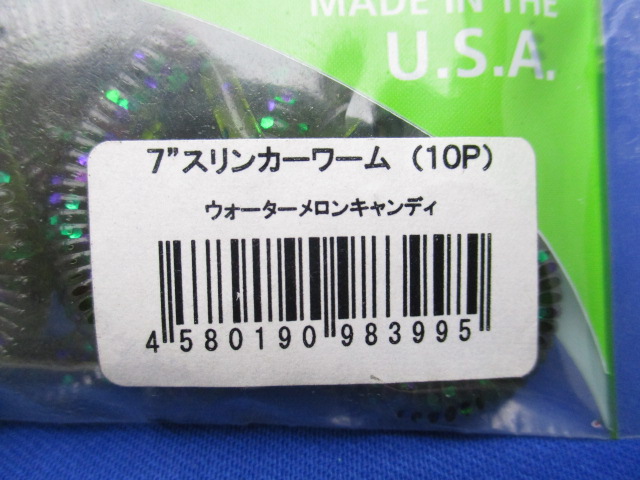 MADE IN THE
U.S.A.
7”スリンカーワーム (10P)
ウォーターメロンキャンディ
4 580190 983995